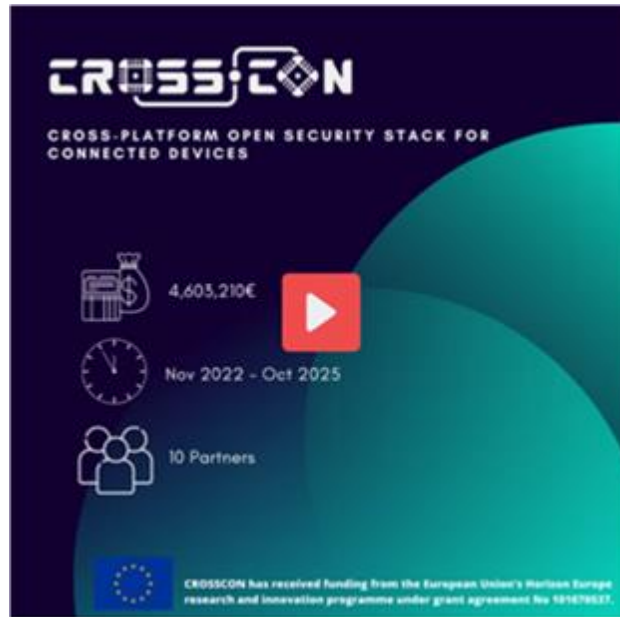 CROSSCON
CROSS-PLATFORM OPEN SECURITY STACK FOR
CONNECTED DEVICES
4,603,210€
Nov 2022 - Oct 2025
10 Partners
CROSSCON has received funding from the European Union's Horizon Europe
research and innovation programme under grant agreement No 101070537.